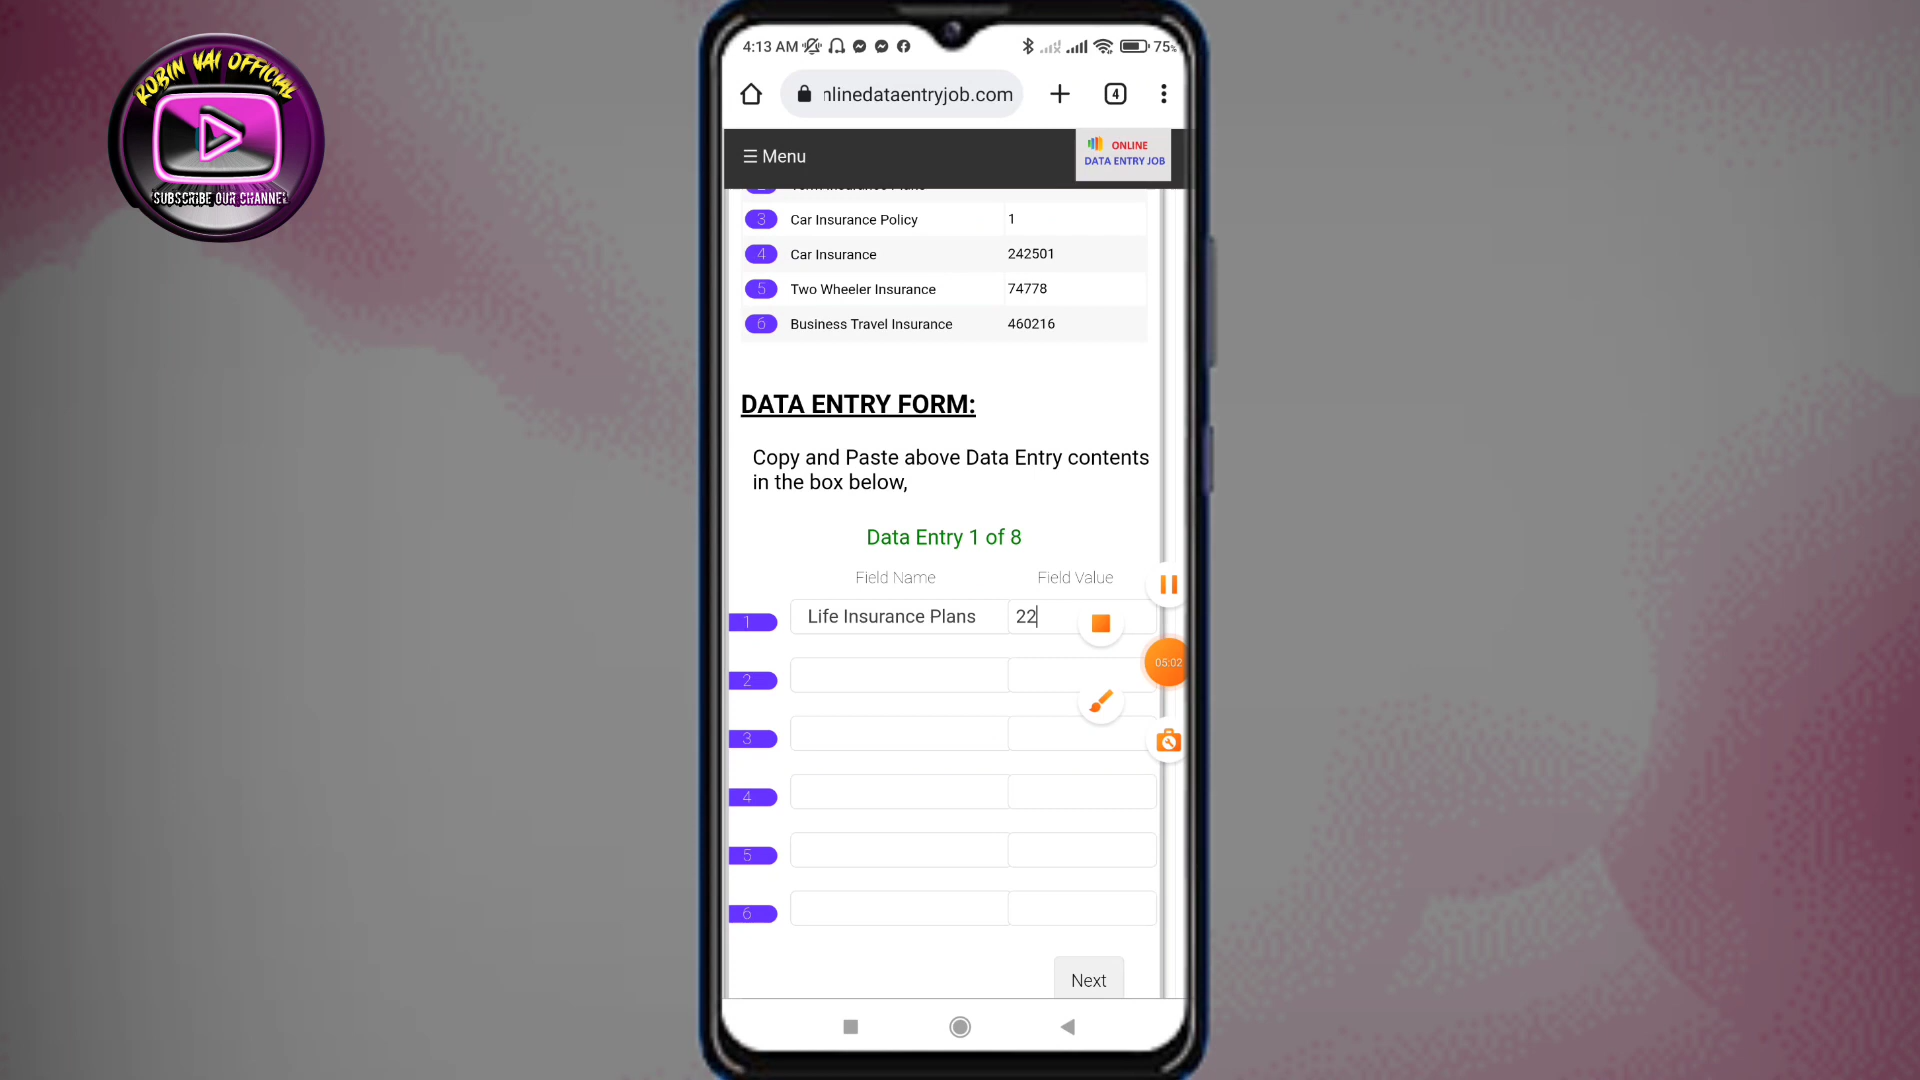 ROBIN VAI OFFICIAL
SUBSCRIBE OUR CHANNEL
4:13 AM
75%
nlinedataentryjob.com
4
☰ Menu
ONLINE
DATA ENTRY JOB
3 Car Insurance Policy 1
4 Car Insurance 242501
5 Two Wheeler Insurance 74778
6 Business Travel Insurance 460216
DATA ENTRY FORM:
Copy and Paste above Data Entry contents
in the box below,
Data Entry 1 of 8
Field Name Field Value
1 Life Insurance Plans 22
05:02
2
3
4
5
6
Next